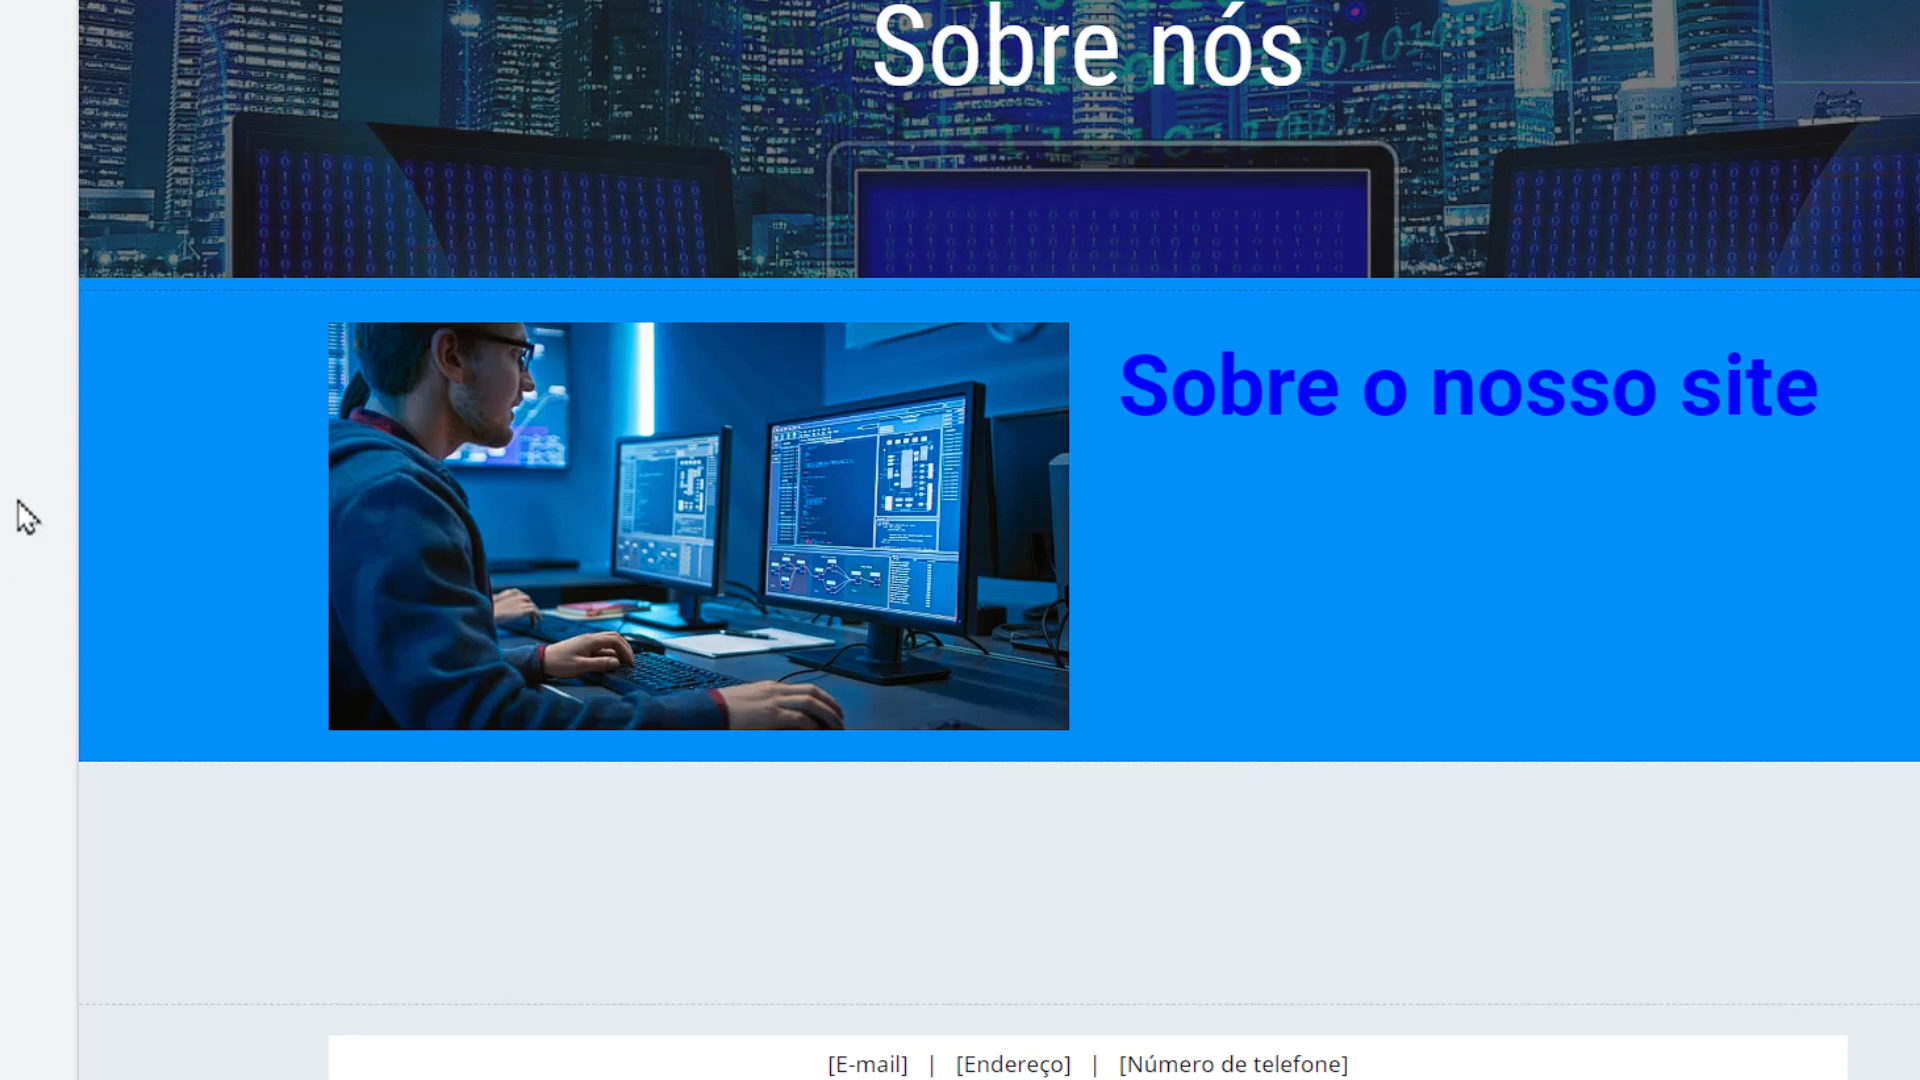 Sobre nós
Sobre o nosso site
[E-mail] | [Endereço] | [Número de telefone]